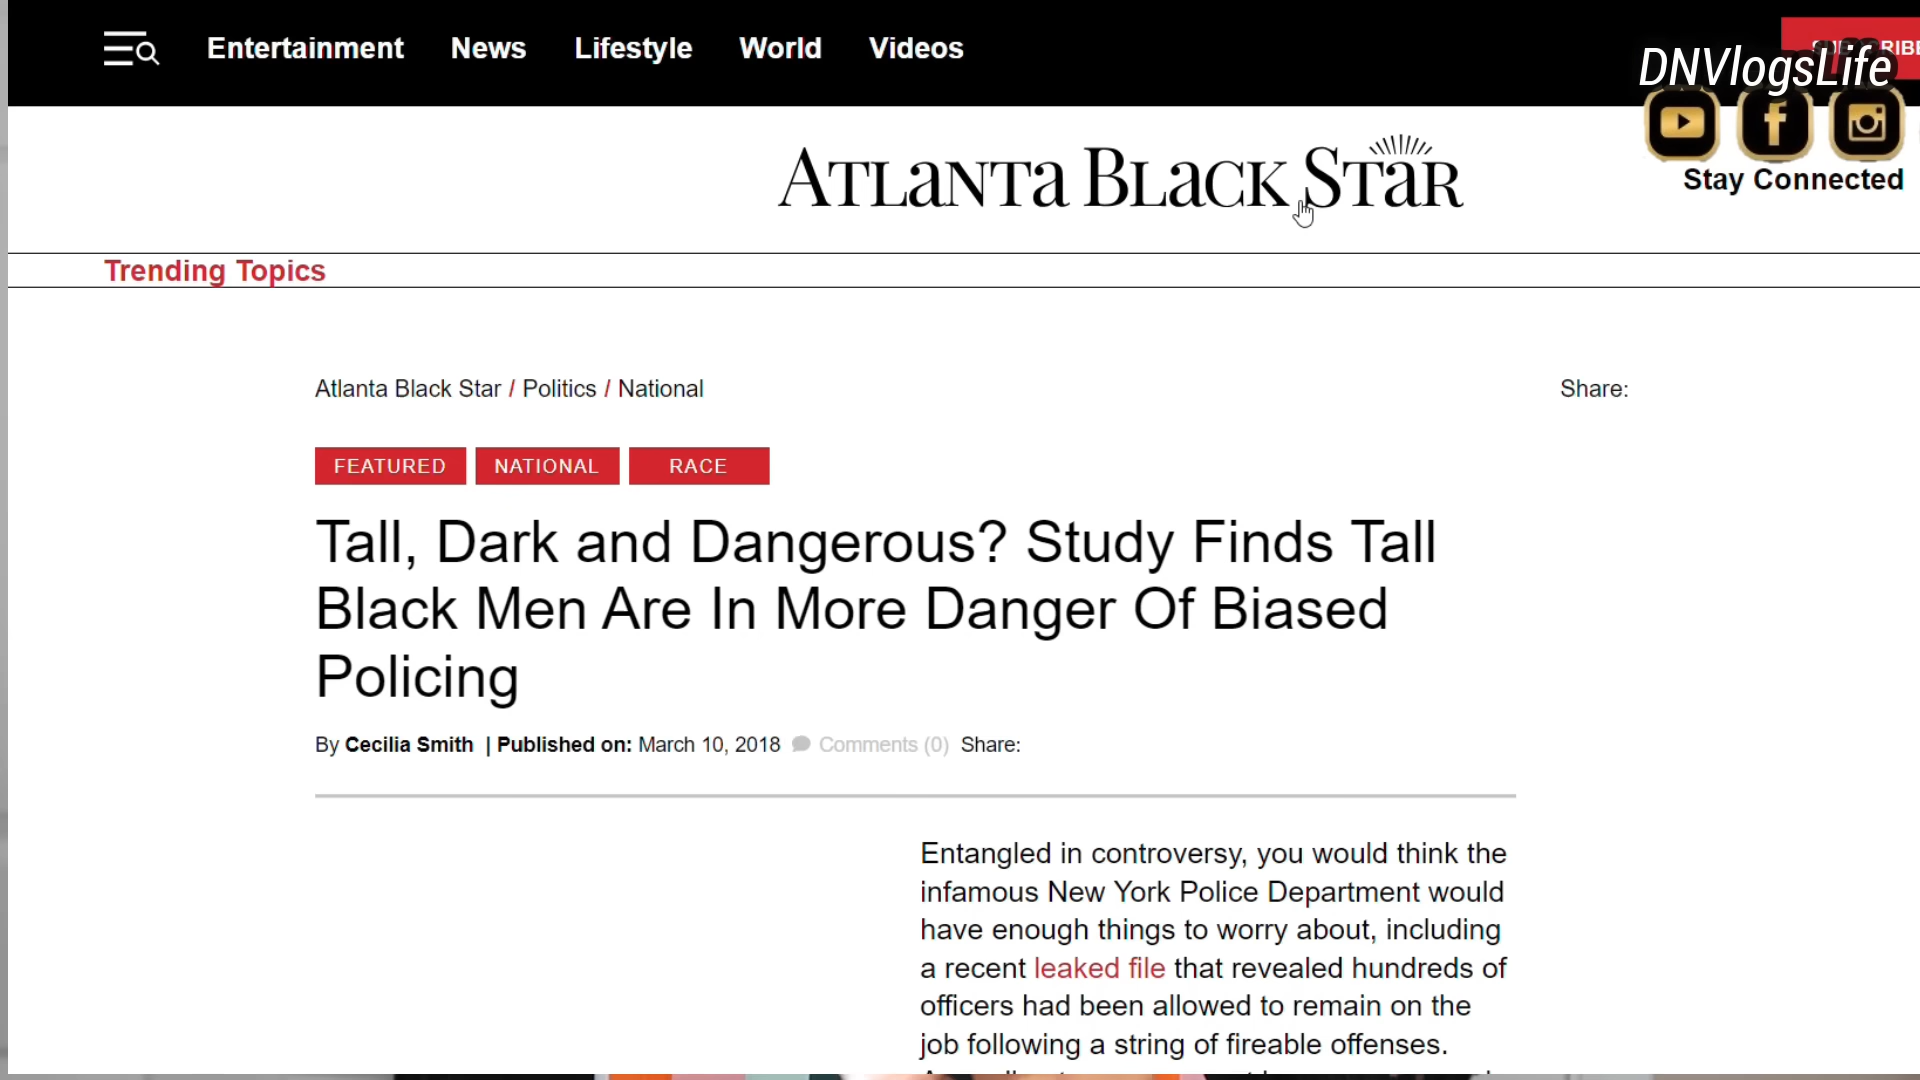 Entertainment News Lifestyle World Videos
DNVlogsLife
ATLANTA BLACK STAR
Stay Connected
Trending Topics
Atlanta Black Star / Politics / National
Share:
FEATURED NATIONAL RACE
Tall, Dark and Dangerous? Study Finds Tall
Black Men Are In More Danger Of Biased
Policing
By Cecilia Smith | Published on: March 10, 2018 Comments (0) Share:
Entangled in controversy, you would think the
infamous New York Police Department would
have enough things to worry about, including
a recent leaked file that revealed hundreds of
officers had been allowed to remain on the
job following a string of fireable offenses.